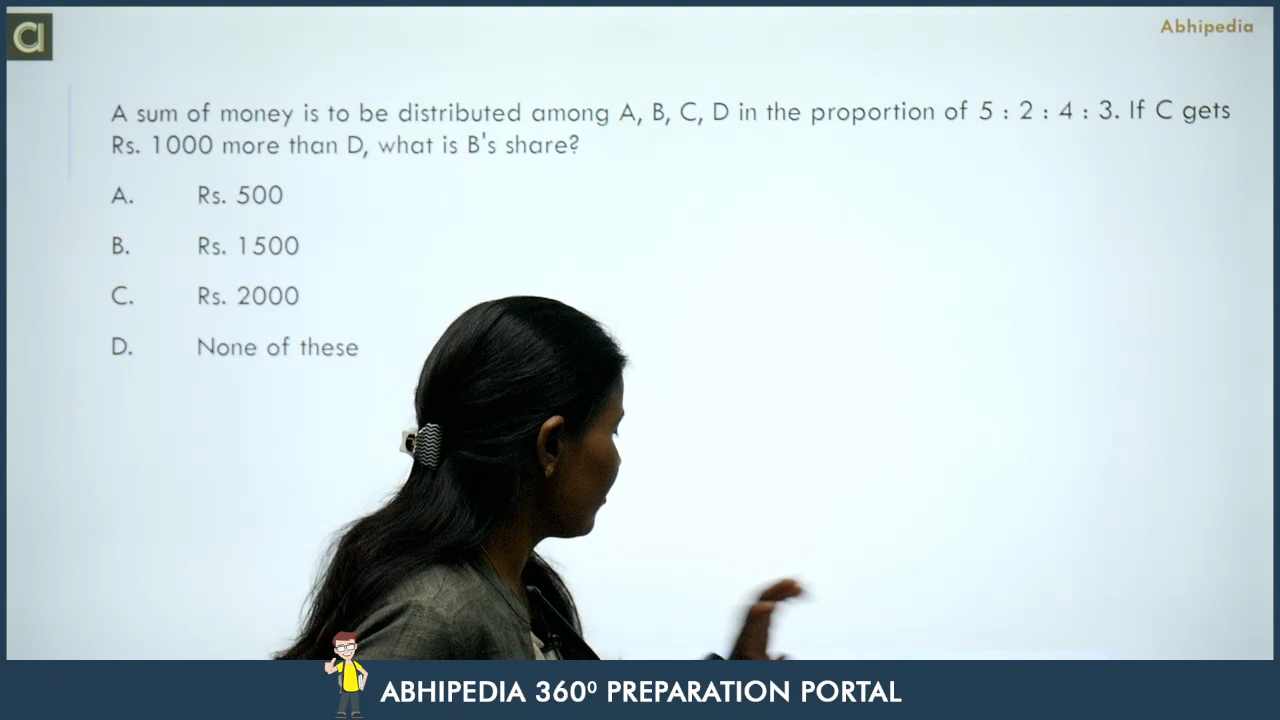 Abhipedia
A sum of money is to be distributed among A, B, C, D in the proportion of 5 : 2 : 4 : 3. If C gets
Rs. 1000 more than D, what is B's share?
A. Rs. 500
B. Rs. 1500
C. Rs. 2000
D. None of these
ABHIPEDIA 360⁰ PREPARATION PORTAL